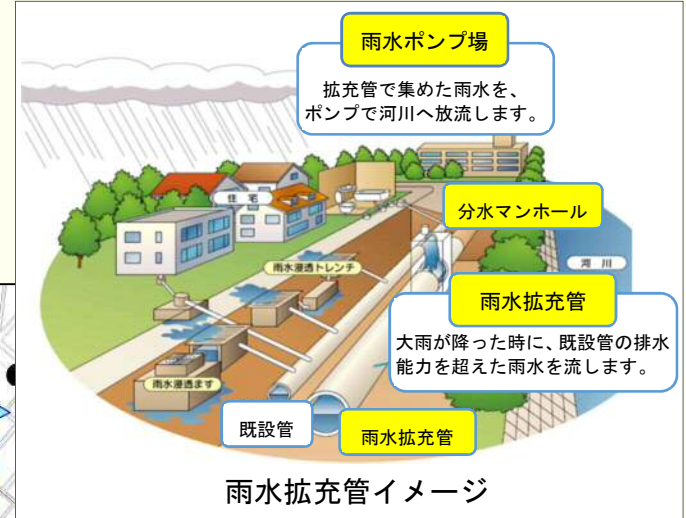 雨水ポンプ場
拡充管で集めた雨水を、
ポンプで河川へ放流します。
住宅
分水マンホール
雨水浸透トレンチ
河川
雨水拡充管
大雨が降った時に、既設管の排水
能力を超えた雨水を流します。
雨水浸透ます
既設管
雨水拡充管
雨水拡充管イメージ